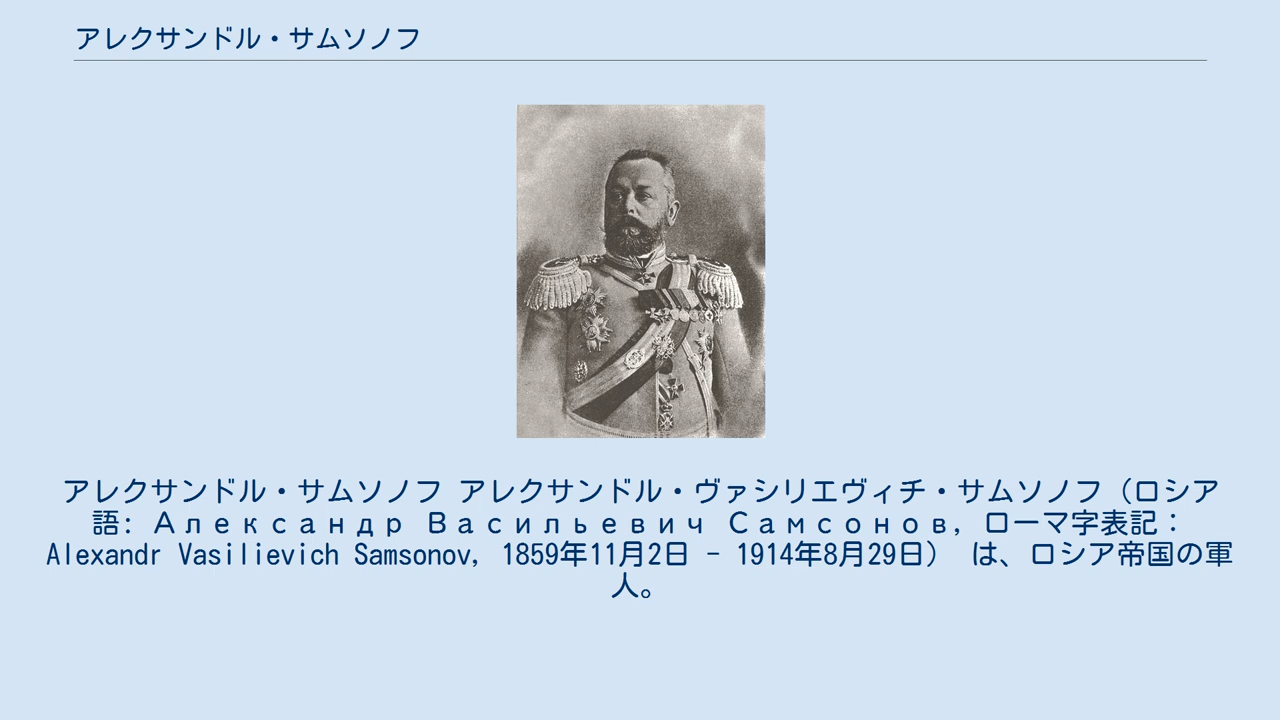 アレクサンドル・サムソノフ
アレクサンドル・サムソノフ アレクサンドル・ヴァシリエヴィチ・サムソノフ（ロシア
語: Александр Васильевич Самсонов, ローマ字表記：
Alexandr Vasilievich Samsonov, 1859年11月2日 - 1914年8月29日） は、ロシア帝国の軍
人。